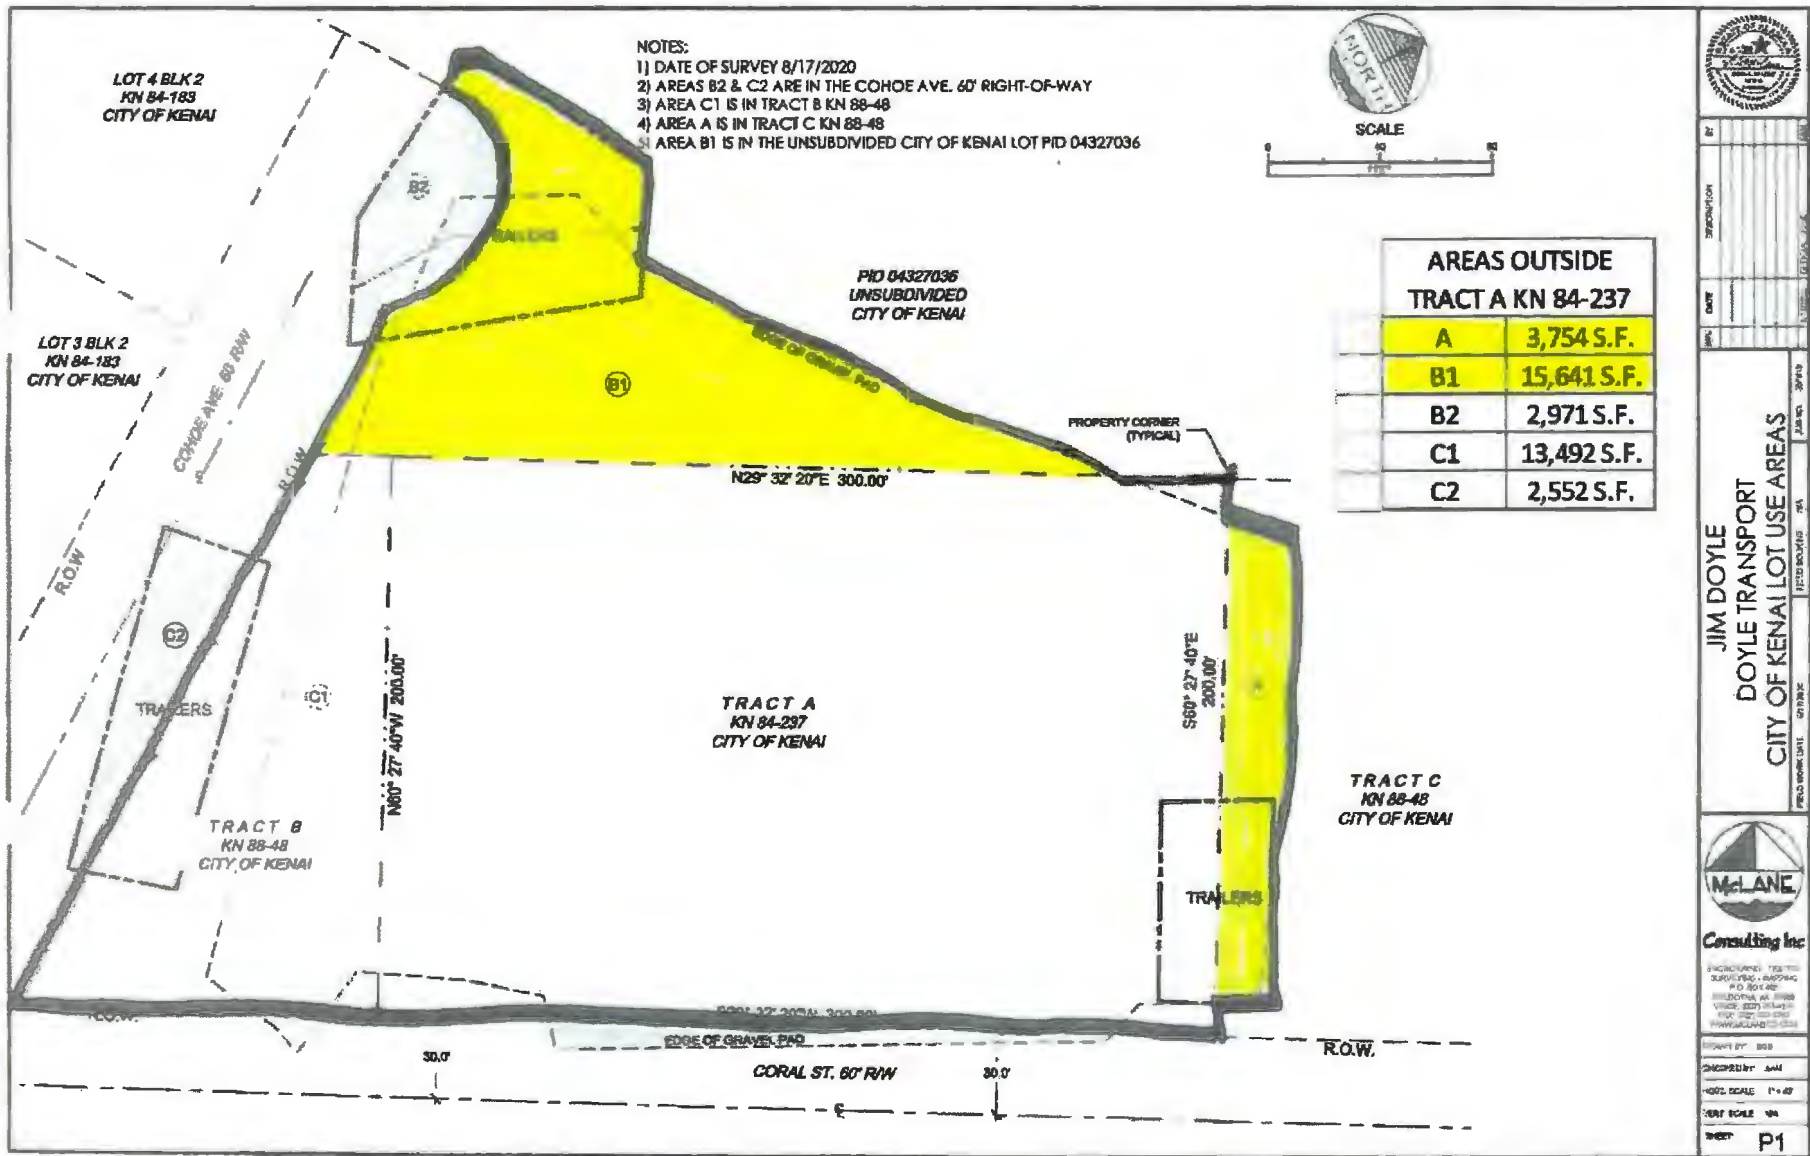 NOTES:
1) DATE OF SURVEY 8/17/2020
2) AREAS B2 & C2 ARE IN THE COHOE AVE. 60' RIGHT-OF-WAY
3) AREA C1 IS IN TRACT B KN 88-48
4) AREA A IS IN TRACT C KN 88-48
5) AREA B1 IS IN THE UNSUBDIVIDED CITY OF KENAI LOT PID 04327036
NORTH
SCALE
LOT 4 BLK 2
KN 84-183
CITY OF KENAI
B2
TRAILERS
PID 04327036
UNSUBDIVIDED
CITY OF KENAI
AREAS OUTSIDE
TRACT A KN 84-237
A 3,754 S.F.
B1 15,641 S.F.
B2 2,971 S.F.
C1 13,492 S.F.
C2 2,552 S.F.
LOT 3 BLK 2
KN 84-183
CITY OF KENAI
COHOE AVE. 60 R/W
R.O.W
R.O.W
B1
EDGE OF GRAVEL PAD
PROPERTY CORNER
(TYPICAL)
N29° 32' 20"E 300.00'
C2
TRAILERS
C1
N60° 27' 40"W 200.00'
TRACT A
KN 84-237
CITY OF KENAI
S60° 27' 40"E
200.00'
TRACT C
KN 88-48
CITY OF KENAI
TRACT B
KN 88-48
CITY OF KENAI
TRAILERS
R.O.W.
EDGE OF GRAVEL PAD
R.O.W.
30.0'
CORAL ST. 60' R/W
30.0'
JIM DOYLE
DOYLE TRANSPORT
CITY OF KENAI LOT USE AREAS
DATE
McLANE
Consulting Inc
SHEET P1